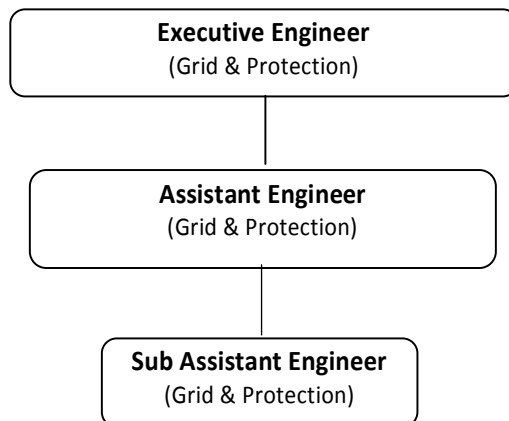 Executive Engineer
(Grid & Protection)
Assistant Engineer
(Grid & Protection)
Sub Assistant Engineer
(Grid & Protection)